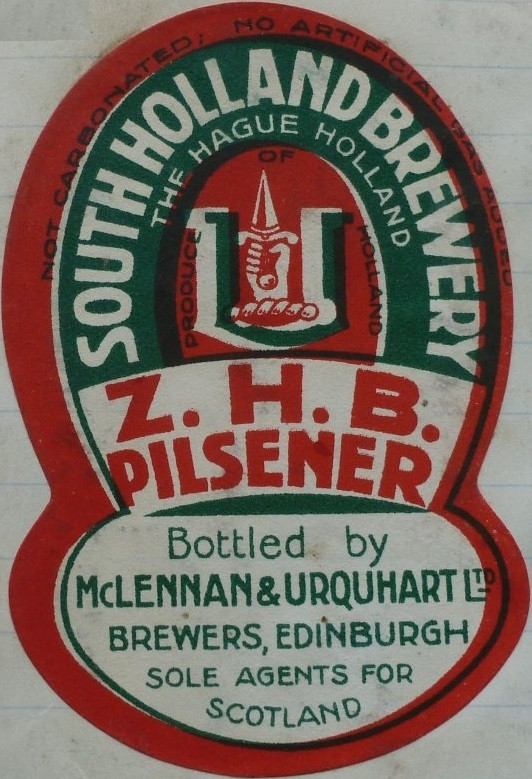 NOT CARBONATED; NO ARTIFICIAL GAS ADDED
SOUTH HOLLAND BREWERY
THE HAGUE HOLLAND
PRODUCE OF HOLLAND
U
Z. H. B.
PILSENER
Bottled by
McLENNAN & URQUHART LTD
BREWERS, EDINBURGH
SOLE AGENTS FOR
SCOTLAND